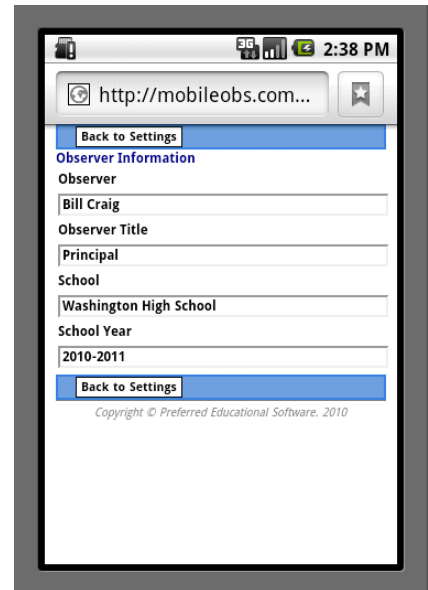 3G
2:38 PM
http://mobileobs.com...
Back to Settings
Observer Information
Observer
Bill Craig
Observer Title
Principal
School
Washington High School
School Year
2010-2011
Back to Settings
Copyright © Preferred Educational Software. 2010